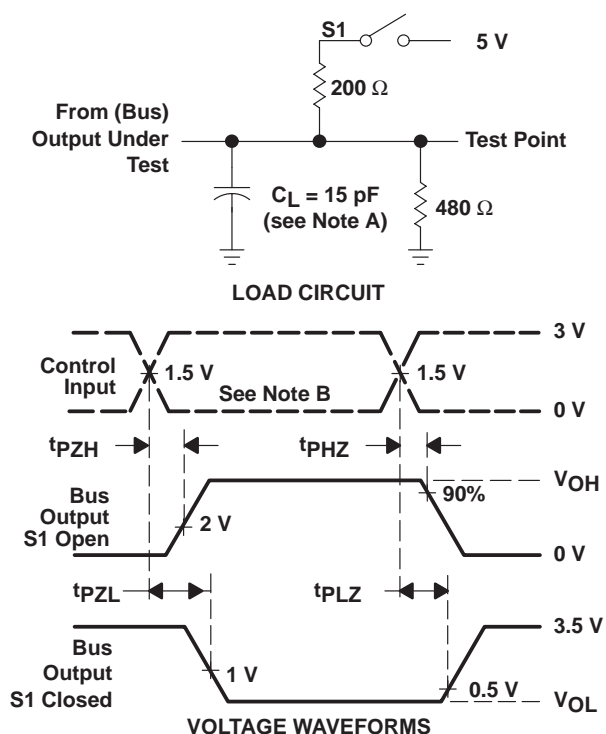 S1
5 V
200 Ω
From (Bus)
Output Under
Test
Test Point
CL = 15 pF
(see Note A)
480 Ω
LOAD CIRCUIT
3 V
Control
Input
1.5 V
See Note B
1.5 V
0 V
tPZH
tPHZ
VOH
90%
Bus
Output
S1 Open
2 V
0 V
tPZL
tPLZ
3.5 V
Bus
Output
S1 Closed
1 V
0.5 V
VOL
VOLTAGE WAVEFORMS